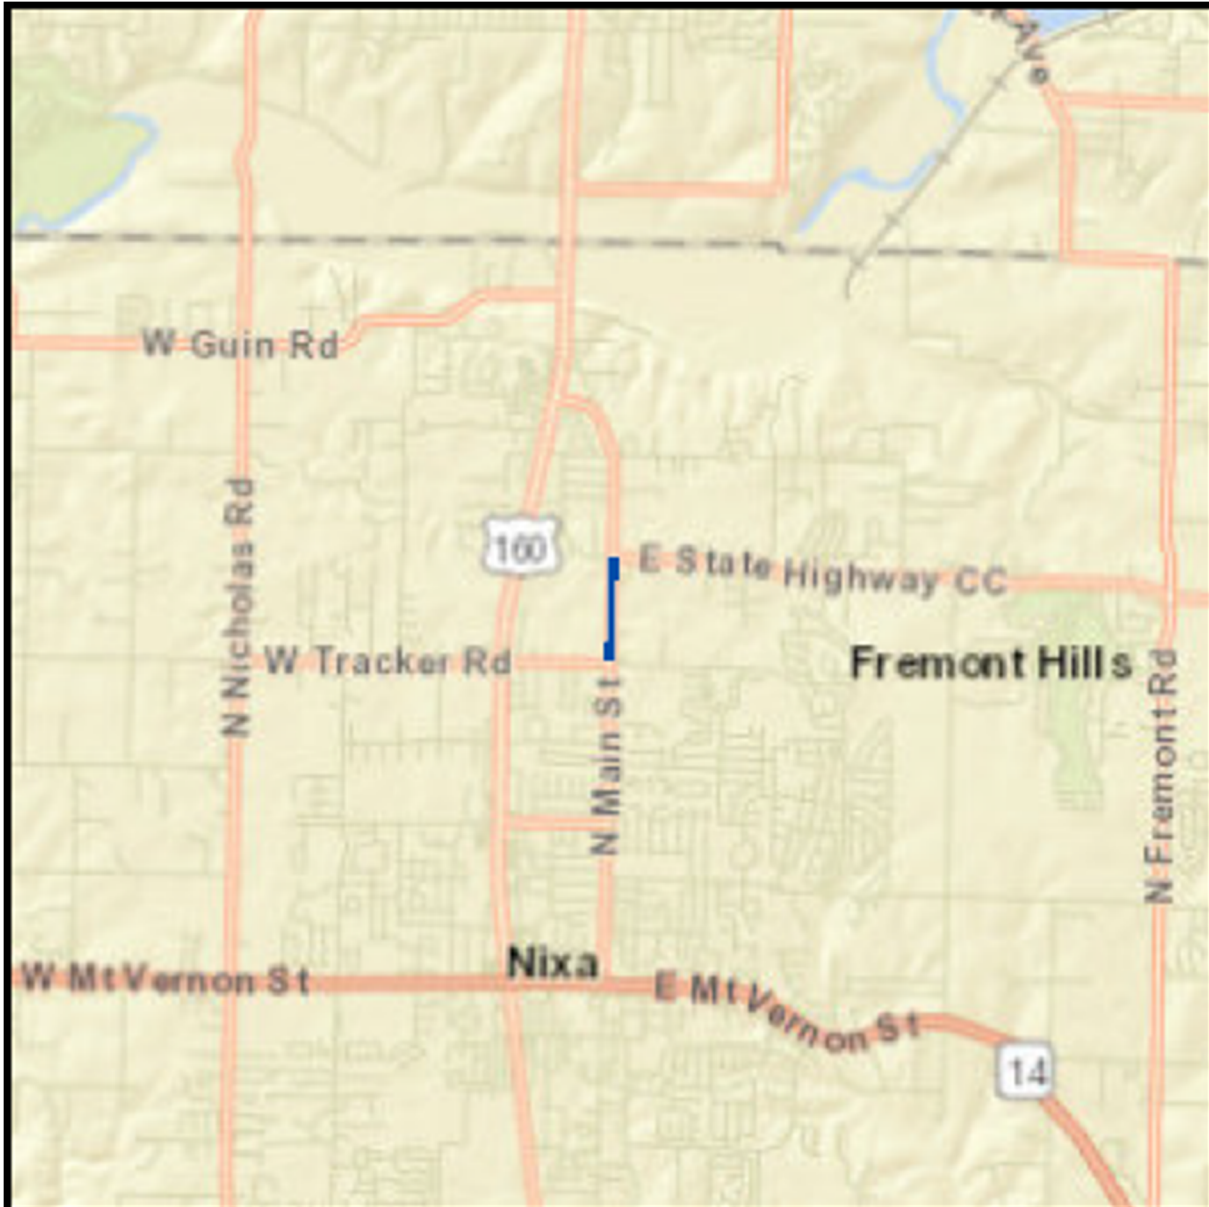 Ave
W Guin Rd
N Nicholas Rd
160
E State Highway CC
W Tracker Rd
Fremont Hills
N Main St
N Fremont Rd
Nixa
W Mt Vernon St
E Mt Vernon St
14